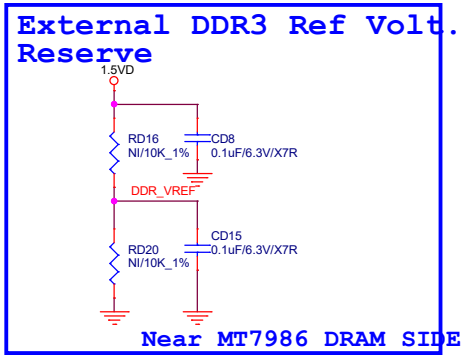 External DDR3 Ref Volt.
Reserve
1.5VD
RD16
NI/10K_1%
CD8
0.1uF/6.3V/X7R
DDR_VREF
RD20
NI/10K_1%
CD15
0.1uF/6.3V/X7R
Near MT7986 DRAM SIDE